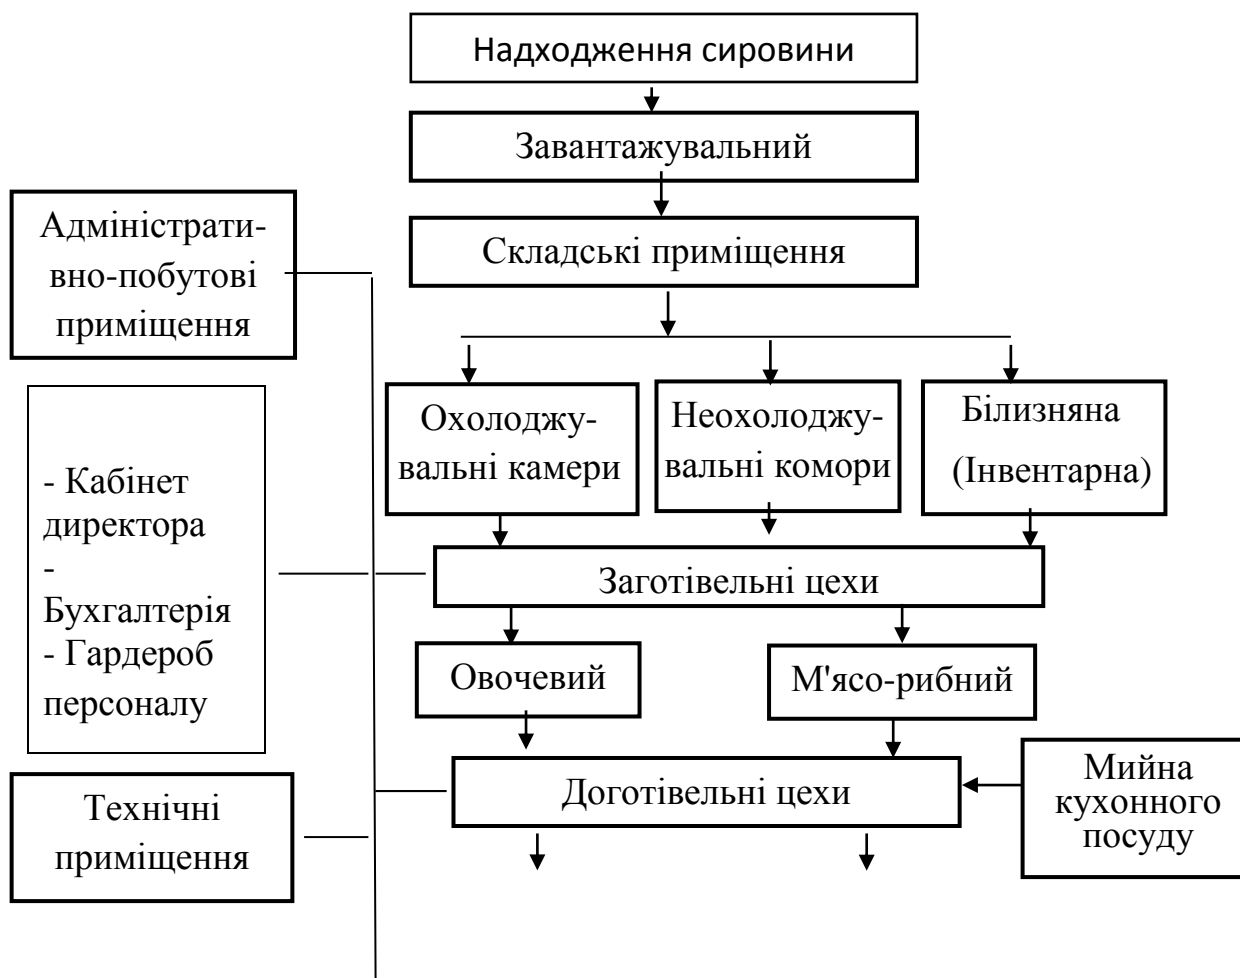 Надходження сировини
Завантажувальний
Складські приміщення
Адміністрати-
вно-побутові
приміщення
Охолоджу-
вальні камери
Неохолоджу-
вальні комори
Білизняна
(Інвентарна)
- Кабінет
директора
-
Бухгалтерія
- Гардероб
персоналу
Заготівельні цехи
Овочевий
М'ясо-рибний
Доготівельні цехи
Мийна
кухонного
посуду
Технічні
приміщення